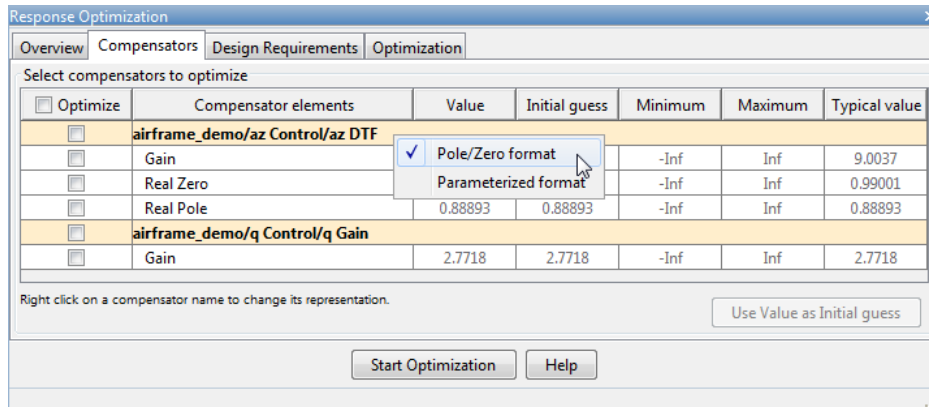 Response Optimization
Overview Compensators Design Requirements Optimization
Select compensators to optimize
Optimize Compensator elements Value Initial guess Minimum Maximum Typical value
airframe_demo/az Control/az DTF
✓ Pole/Zero format
Gain -Inf Inf 9.0037
Parameterized format
Real Zero -Inf Inf 0.99001
Real Pole 0.88893 0.88893 -Inf Inf 0.88893
airframe_demo/q Control/q Gain
Gain 2.7718 2.7718 -Inf Inf 2.7718
Right click on a compensator name to change its representation.
Use Value as Initial guess
Start Optimization Help